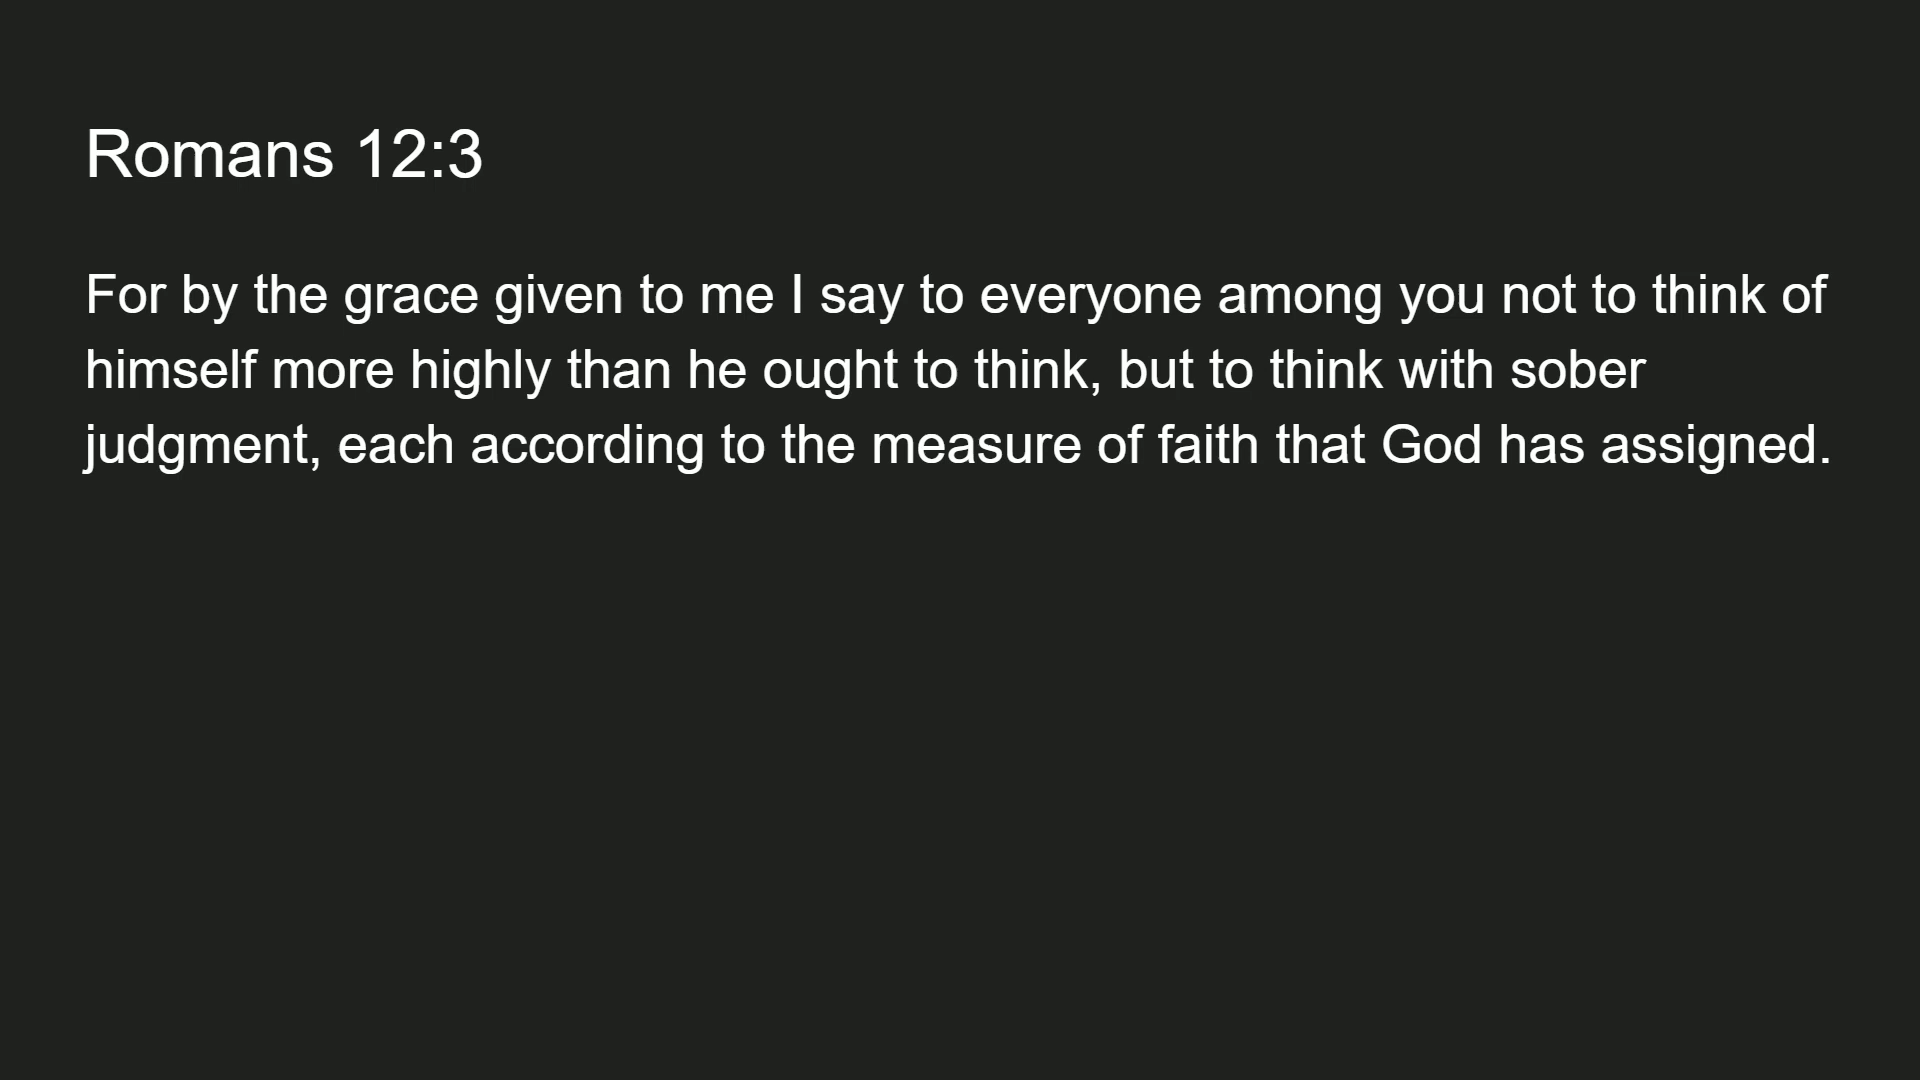 Romans 12:3
For by the grace given to me I say to everyone among you not to think of
himself more highly than he ought to think, but to think with sober
judgment, each according to the measure of faith that God has assigned.